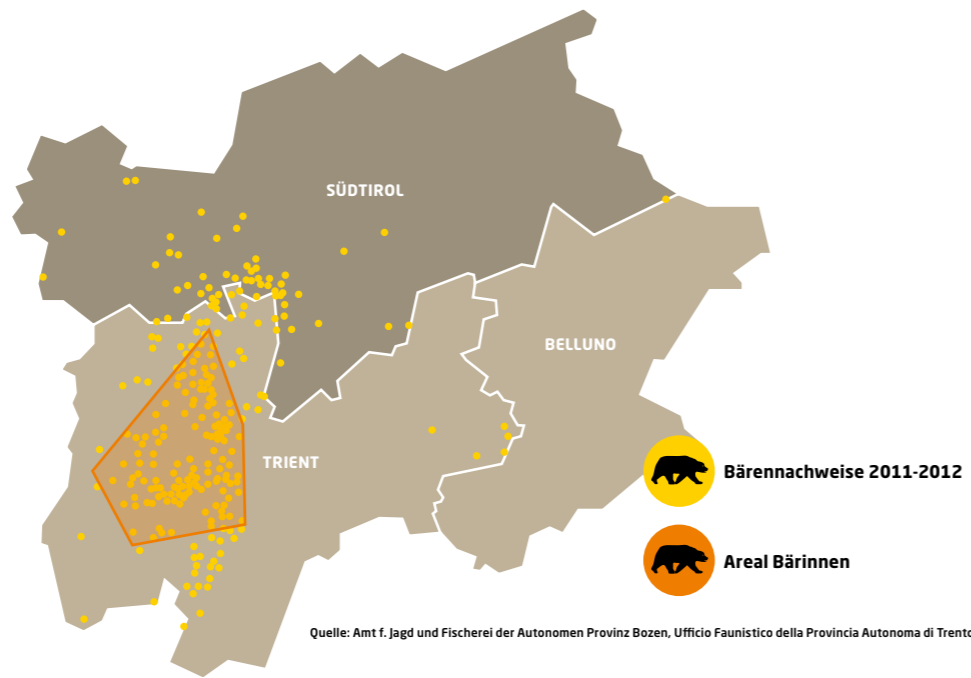 SÜDTIROL
BELLUNO
TRIENT
Bärennachweise 2011-2012
Areal Bärinnen
Quelle: Amt f. Jagd und Fischerei der Autonomen Provinz Bozen, Ufficio Faunistico della Provincia Autonoma di Trento